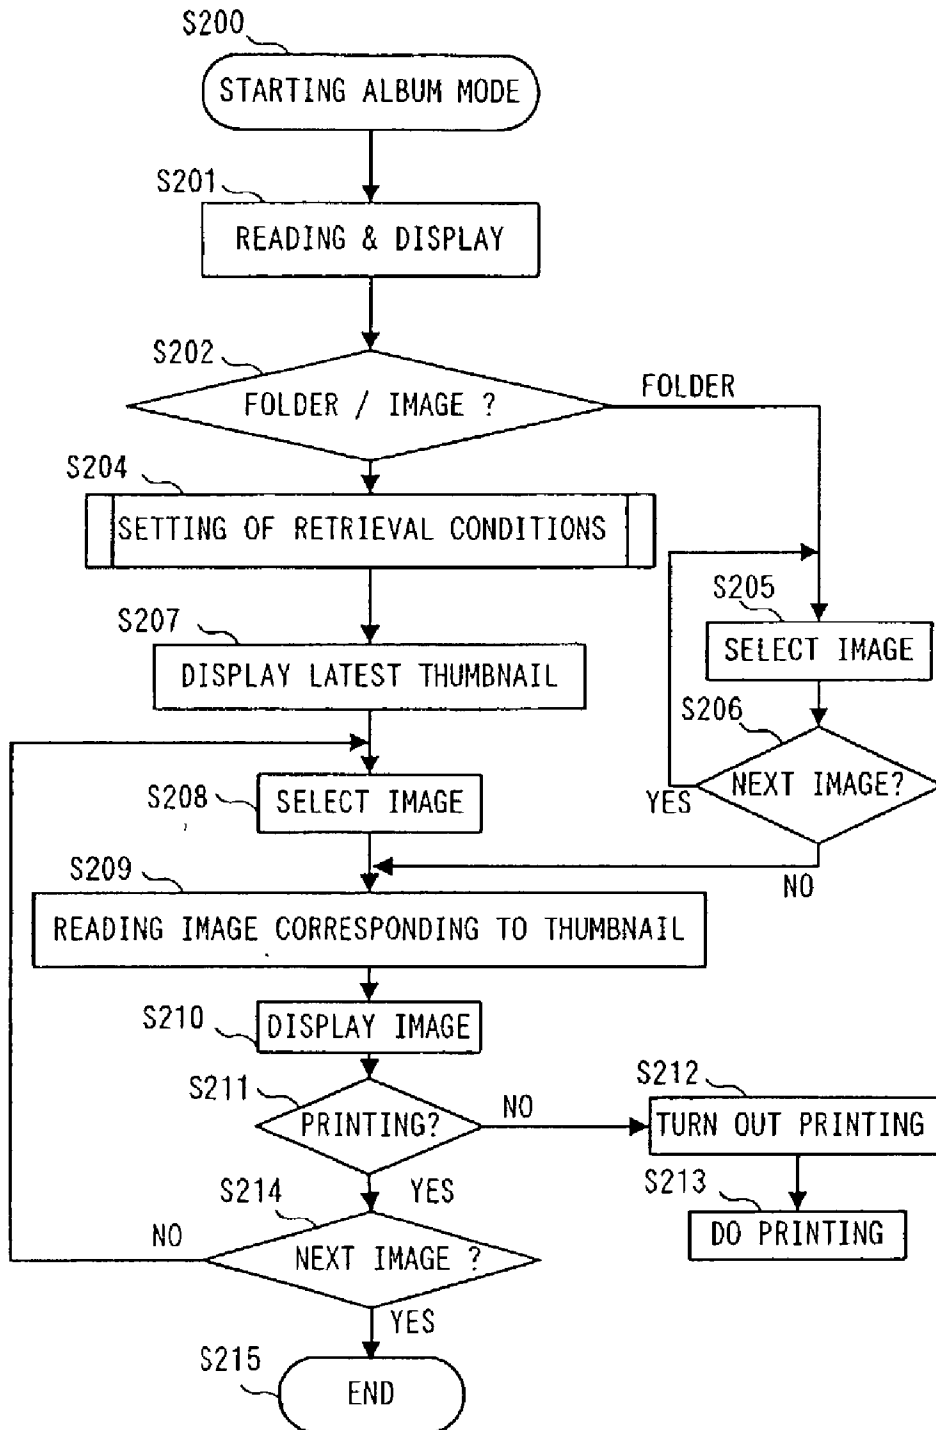 S200
STARTING ALBUM MODE
S201
READING & DISPLAY
S202
FOLDER / IMAGE ?
FOLDER
S204
SETTING OF RETRIEVAL CONDITIONS
S205
SELECT IMAGE
S207
DISPLAY LATEST THUMBNAIL
S206
NEXT IMAGE?
YES
NO
S208
SELECT IMAGE
S209
READING IMAGE CORRESPONDING TO THUMBNAIL
S210
DISPLAY IMAGE
S211
PRINTING?
NO
S212
TURN OUT PRINTING
S213
DO PRINTING
YES
S214
NEXT IMAGE ?
NO
YES
S215
END